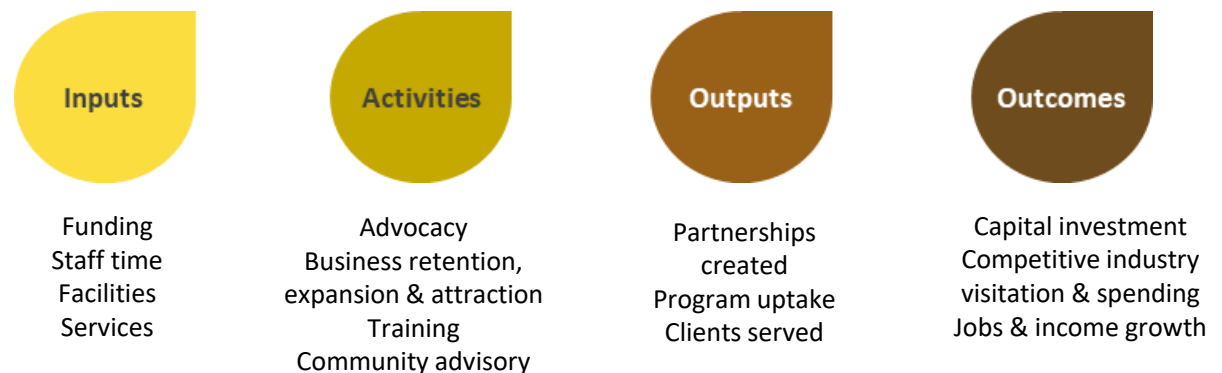 Inputs
Funding
Staff time
Facilities
Services
Activities
Advocacy
Business retention,
expansion & attraction
Training
Community advisory
Outputs
Partnerships
created
Program uptake
Clients served
Outcomes
Capital investment
Competitive industry
visitation & spending
Jobs & income growth